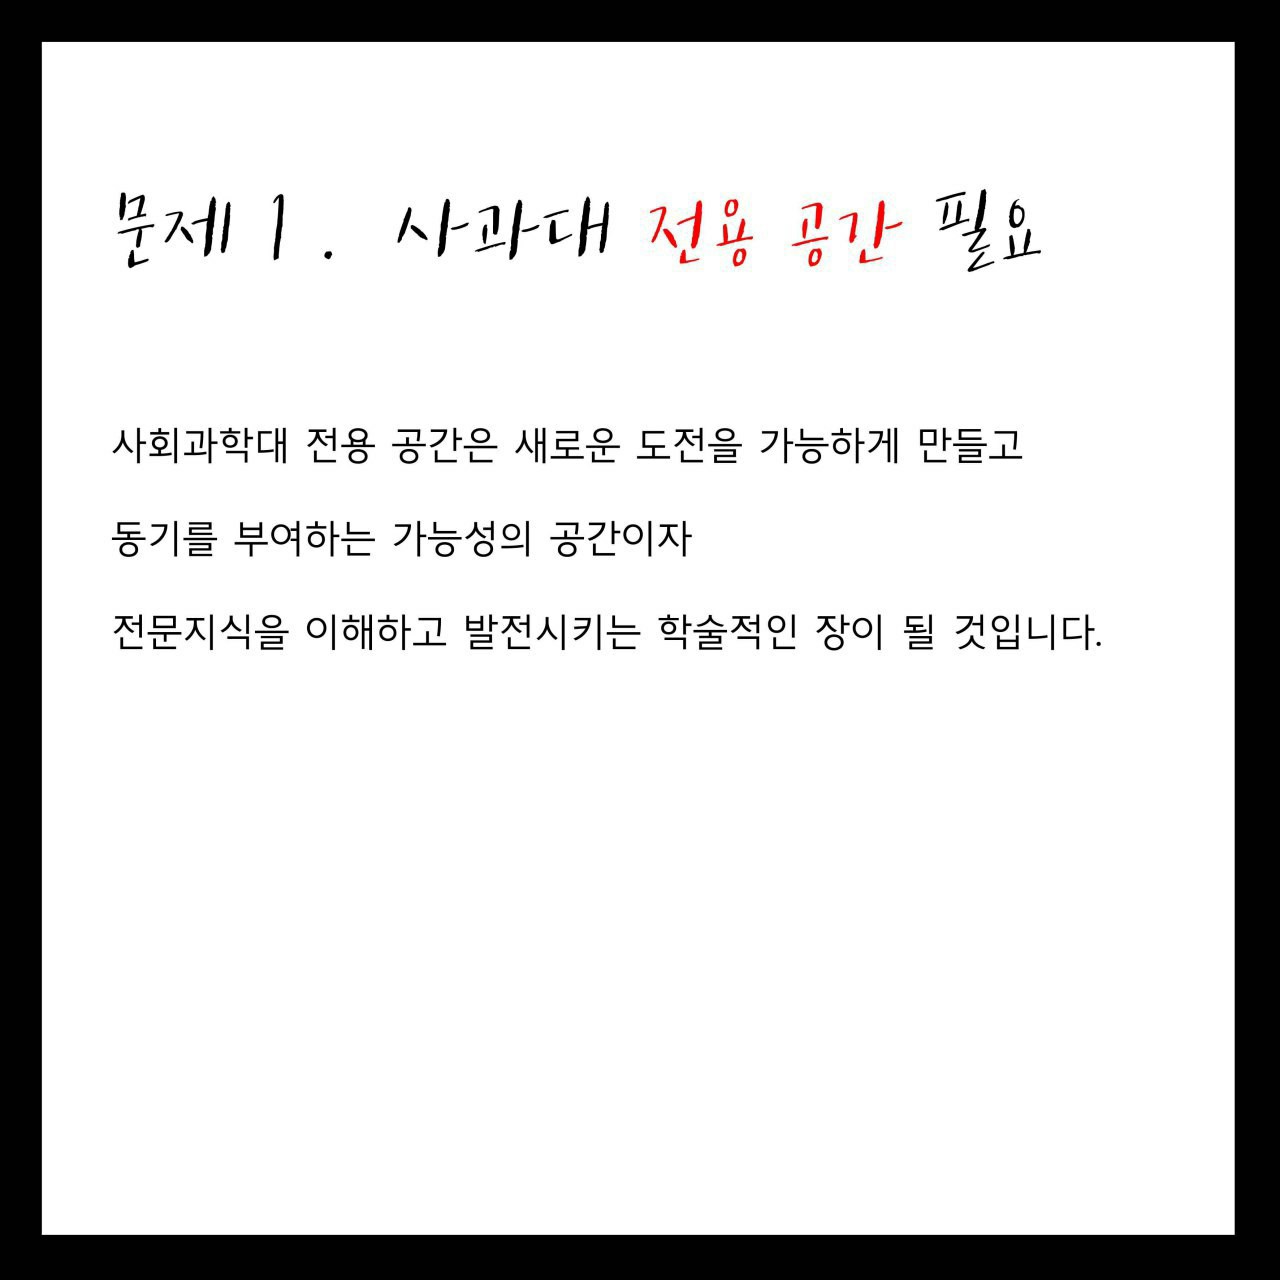 문제 1. 사과대 전용 공간 필요
사회과학대 전용 공간은 새로운 도전을 가능하게 만들고
동기를 부여하는 가능성의 공간이자
전문지식을 이해하고 발전시키는 학술적인 장이 될 것입니다.